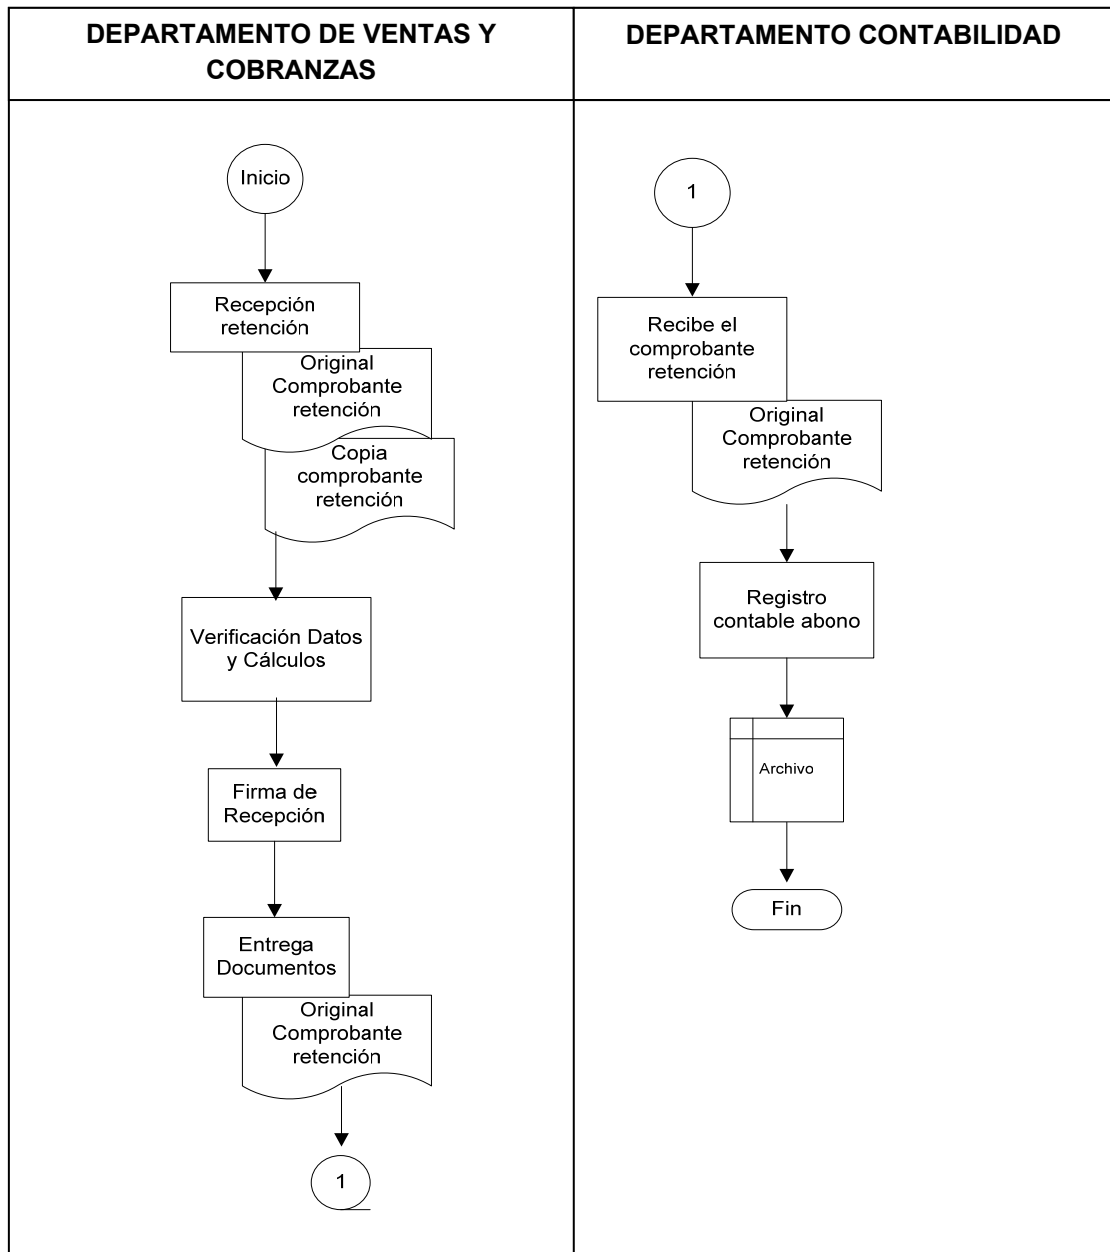 DEPARTAMENTO DE VENTAS Y
COBRANZAS
Inicio
Recepción
retención
Original
Comprobante
retención
Copia
comprobante
retención
Verificación Datos
y Cálculos
Firma de
Recepción
Entrega
Documentos
Original
Comprobante
retención
1
DEPARTAMENTO CONTABILIDAD
1
Recibe el
comprobante
retención
Original
Comprobante
retención
Registro
contable abono
Archivo
Fin